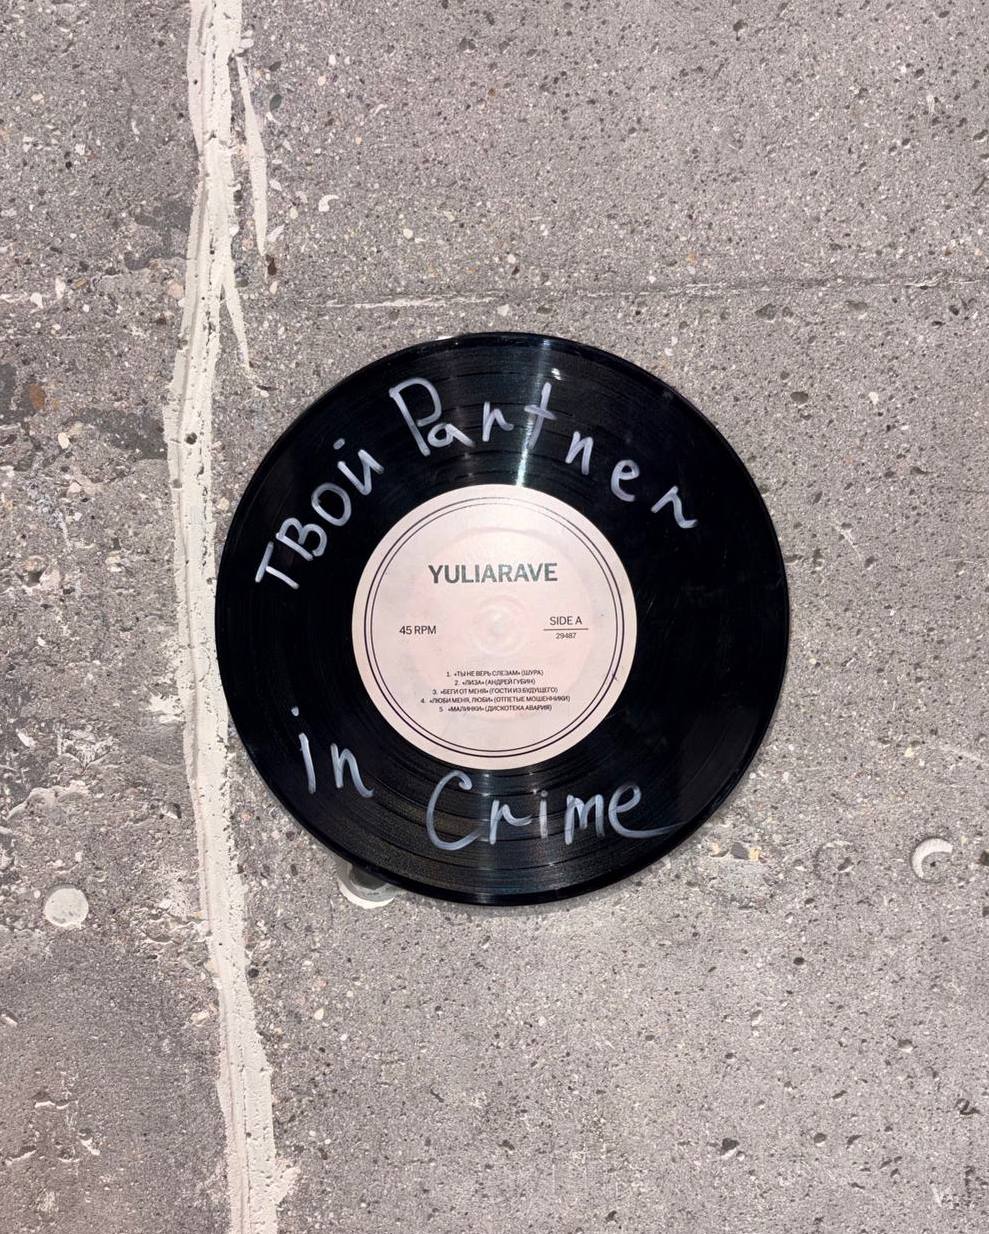 Твой Partner
in Crime
YULIARAVE
45 RPM
SIDE A
29487
1. «ТЫ НЕ ВЕРЬ СЛЕЗАМ» (ШУРА)
2. «ЛИЗА» (АНДРЕЙ ГУБИН)
3. «БЕГИ ОТ МЕНЯ» (ГОСТИ ИЗ БУДУЩЕГО)
4. «ЛЮБИ МЕНЯ, ЛЮБИ» (ОТПЕТЫЕ МОШЕННИКИ)
5 «МАЛИНКИ» (ДИСКОТЕКА АВАРИЯ)